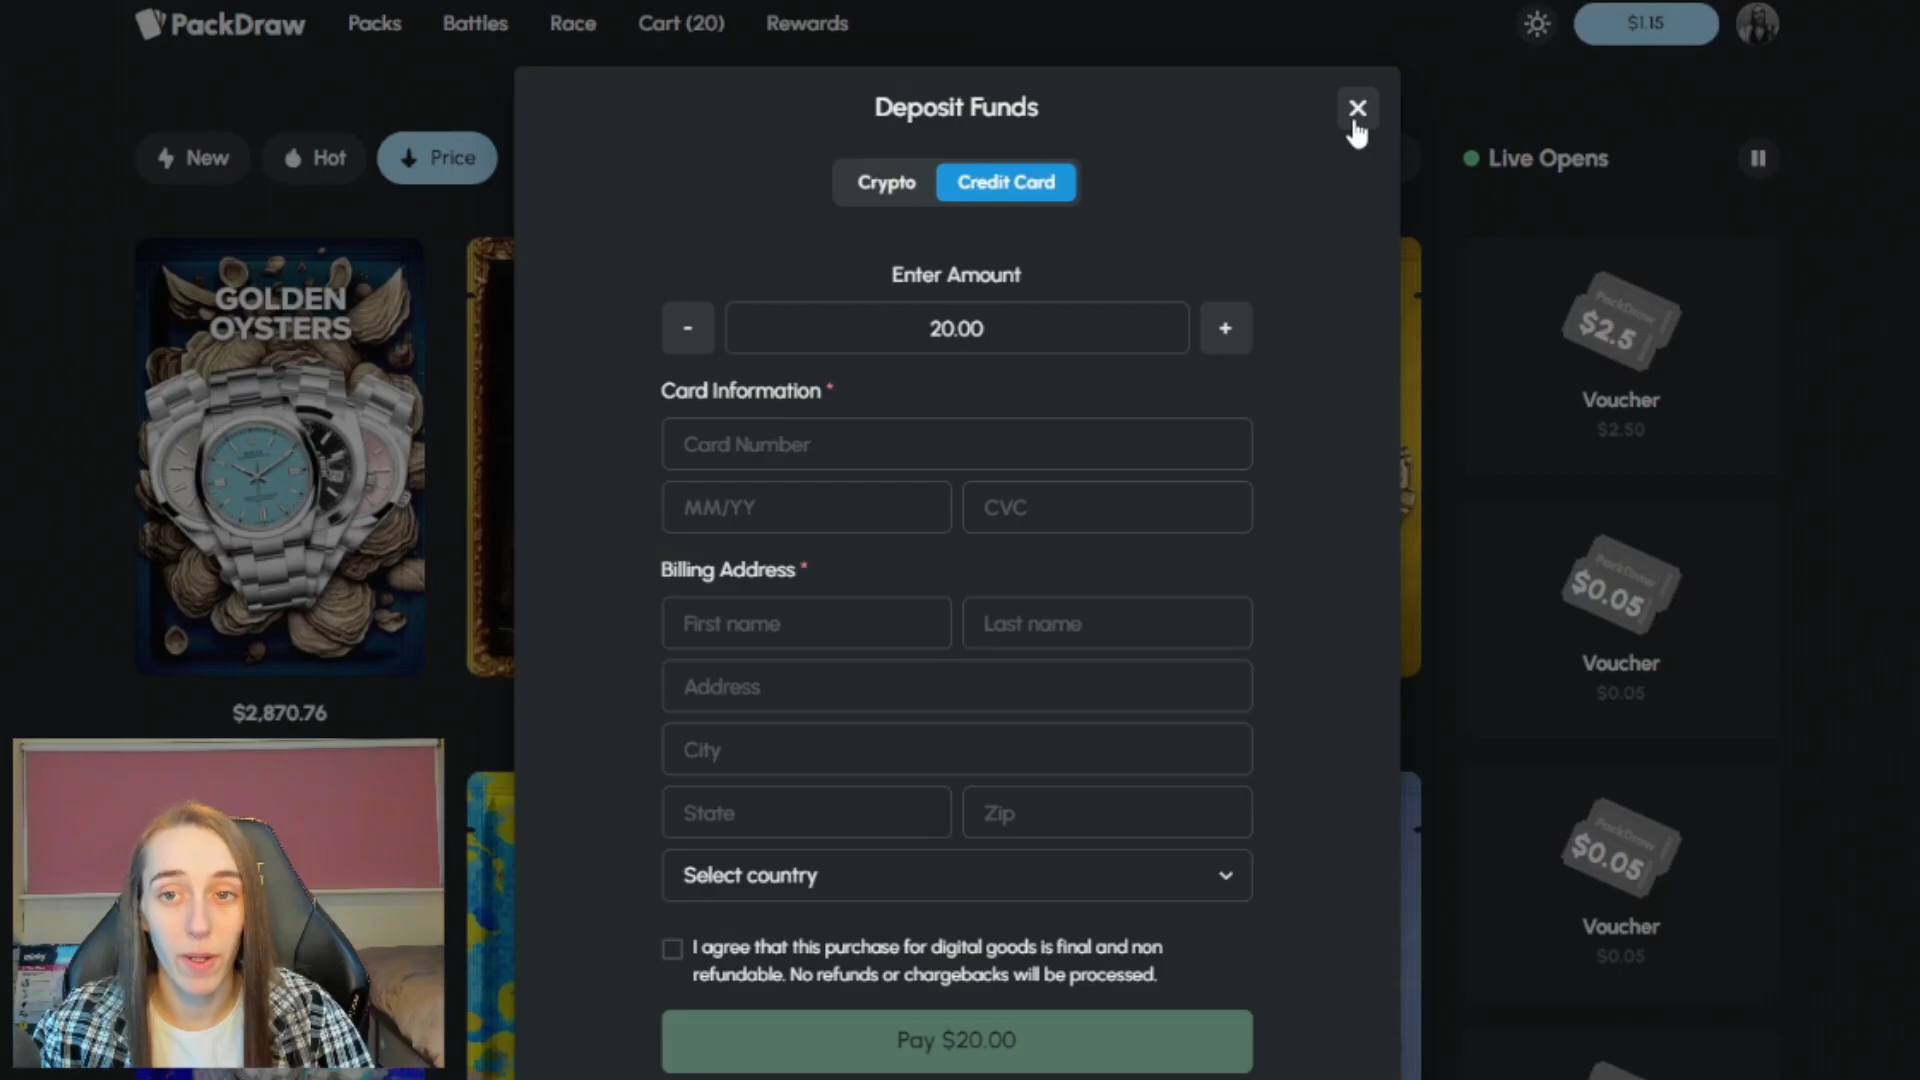 PackDraw
Packs
Battles
Race
Cart (20)
Rewards
$1.15
Deposit Funds
New
Hot
Price
Crypto
Credit Card
Live Opens
Enter Amount
-
20.00
+
GOLDEN
OYSTERS
$2,870.76
Card Information *
Card Number
MM/YY
CVC
Billing Address *
First name
Last name
Address
City
State
Zip
Select country
I agree that this purchase for digital goods is final and non
refundable. No refunds or chargebacks will be processed.
Pay $20.00
PackDraw
$2.5
Voucher
$2.50
PackDraw
$0.05
Voucher
$0.05
PackDraw
$0.05
Voucher
$0.05